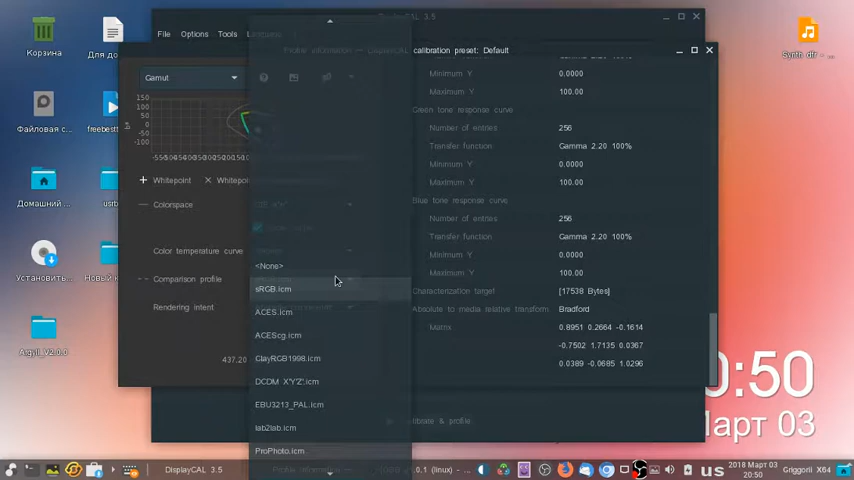 DisplayCAL 3.5
Корзина
Для до
File Options Tools
Synth_dfr - ...
calibration preset: Default
Gamut
150
100
50
0
-50
-100
b*
Minimum Y 0.0000
Maximum Y 100.00
Green tone response curve
Number of entries 256
Transfer function Gamma 2.20 100%
Minimum Y 0.0000
Maximum Y 100.00
Blue tone response curve
Number of entries 256
Transfer function Gamma 2.20 100%
Minimum Y 0.0000
Maximum Y 100.00
Characterization target [17538 Bytes]
Absolute to media relative transform Bradford
Matrix 0.8951 0.2664 -0.1614
-0.7502 1.7135 0.0367
0.0389 -0.0685 1.0296
Файловая с...
freebestt
Whitepoint
Colorspace
Color temperature curve
Comparison profile
Rendering intent
437,20
Домашний ...
usrb
Установить...
Новый к
Argyll_V2.0.0
<None>
sRGB.icm
ACES.icm
ACEScg.icm
ClayRGB1998.icm
DCDM X'Y'Z'.icm
EBU3213_PAL.icm
lab2lab.icm
ProPhoto.icm
0:50
Март 03
DisplayCAL 3.5
us
2018 Март 03
20:50
Griggorii X64